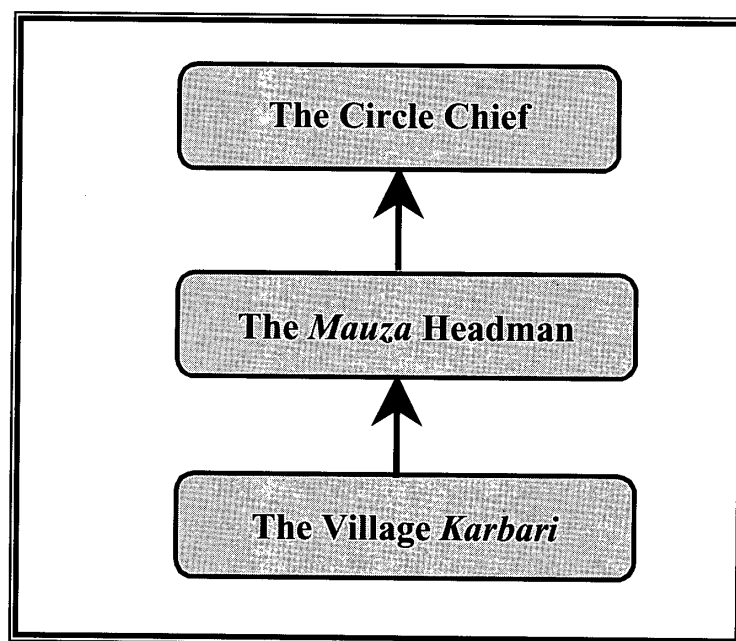 The Circle Chief
The Mauza Headman
The Village Karbari